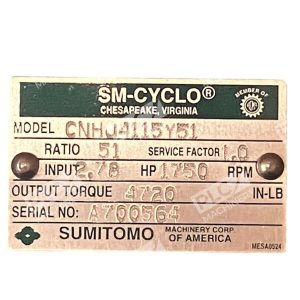 SM-CYCLO®
CHESAPEAKE, VIRGINIA
MEMBER OF
MODEL CNHJ4115Y51
RATIO 51 SERVICE FACTOR 1.0
INPUT 2.78 HP 1750 RPM
OUTPUT TORQUE 4720 IN-LB
SERIAL NO: A700564
SUMITOMO MACHINERY CORP. OF AMERICA
MESA0524